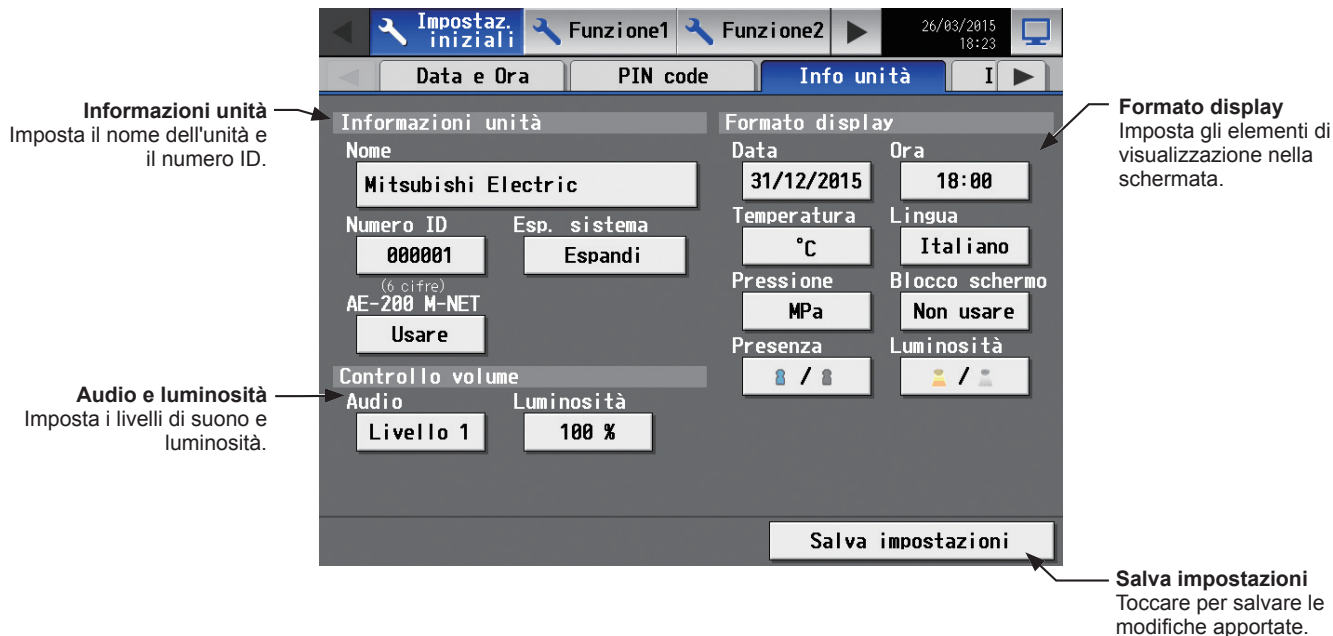 Impostaz.
iniziali
Funzione1
Funzione2
26/03/2015
18:23
Data e Ora
PIN code
Info unità
I
Informazioni unità
Imposta il nome dell'unità e
il numero ID.
Informazioni unità
Nome
Mitsubishi Electric
Numero ID
Esp. sistema
000001
Espandi
(6 cifre)
AE-200 M-NET
Usare
Audio e luminosità
Imposta i livelli di suono e
luminosità.
Controllo volume
Audio
Luminosità
Livello 1
100 %
Formato display
Data
Ora
31/12/2015
18:00
Temperatura
Lingua
°C
Italiano
Pressione
Blocco schermo
MPa
Non usare
Presenza
Luminosità
/
/
Formato display
Imposta gli elementi di
visualizzazione nella
schermata.
Salva impostazioni
Salva impostazioni
Toccare per salvare le
modifiche apportate.